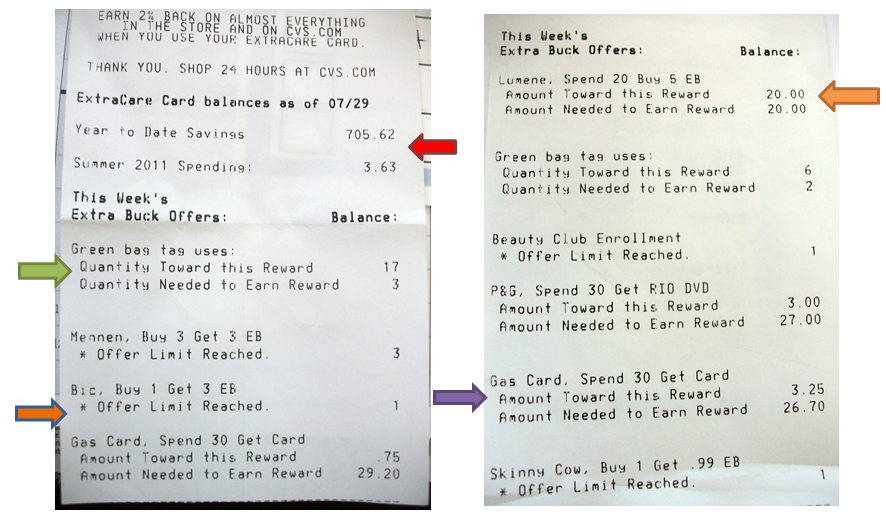 EARN 2% BACK ON ALMOST EVERYTHING
IN THE STORE AND ON CVS.COM
WHEN YOU USE YOUR EXTRACARE CARD.
THANK YOU. SHOP 24 HOURS AT CVS.COM
ExtraCare Card balances as of 07/29
Year to Date Savings 705.62
Summer 2011 Spending: 3.63
This Week's
Extra Buck Offers: Balance:
Green bag tag uses:
Quantity Toward this Reward 17
Quantity Needed to Earn Reward 3
Mennen, Buy 3 Get 3 EB
* Offer Limit Reached. 3
Bic, Buy 1 Get 3 EB
* Offer Limit Reached. 1
Gas Card, Spend 30 Get Card
Amount Toward this Reward .75
Amount Needed to Earn Reward 29.20
This Week's
Extra Buck Offers: Balance:
Lumene, Spend 20 Buy 5 EB
Amount Toward this Reward 20.00
Amount Needed to Earn Reward 20.00
Green bag tag uses:
Quantity Toward this Reward 6
Quantity Needed to Earn Reward 2
Beauty Club Enrollment
* Offer Limit Reached. 1
P&G, Spend 30 Get RIO DVD
Amount Toward this Reward 3.00
Amount Needed to Earn Reward 27.00
Gas Card, Spend 30 Get Card
Amount Toward this Reward 3.25
Amount Needed to Earn Reward 26.70
Skinny Cow, Buy 1 Get .99 EB
* Offer Limit Reached. 1